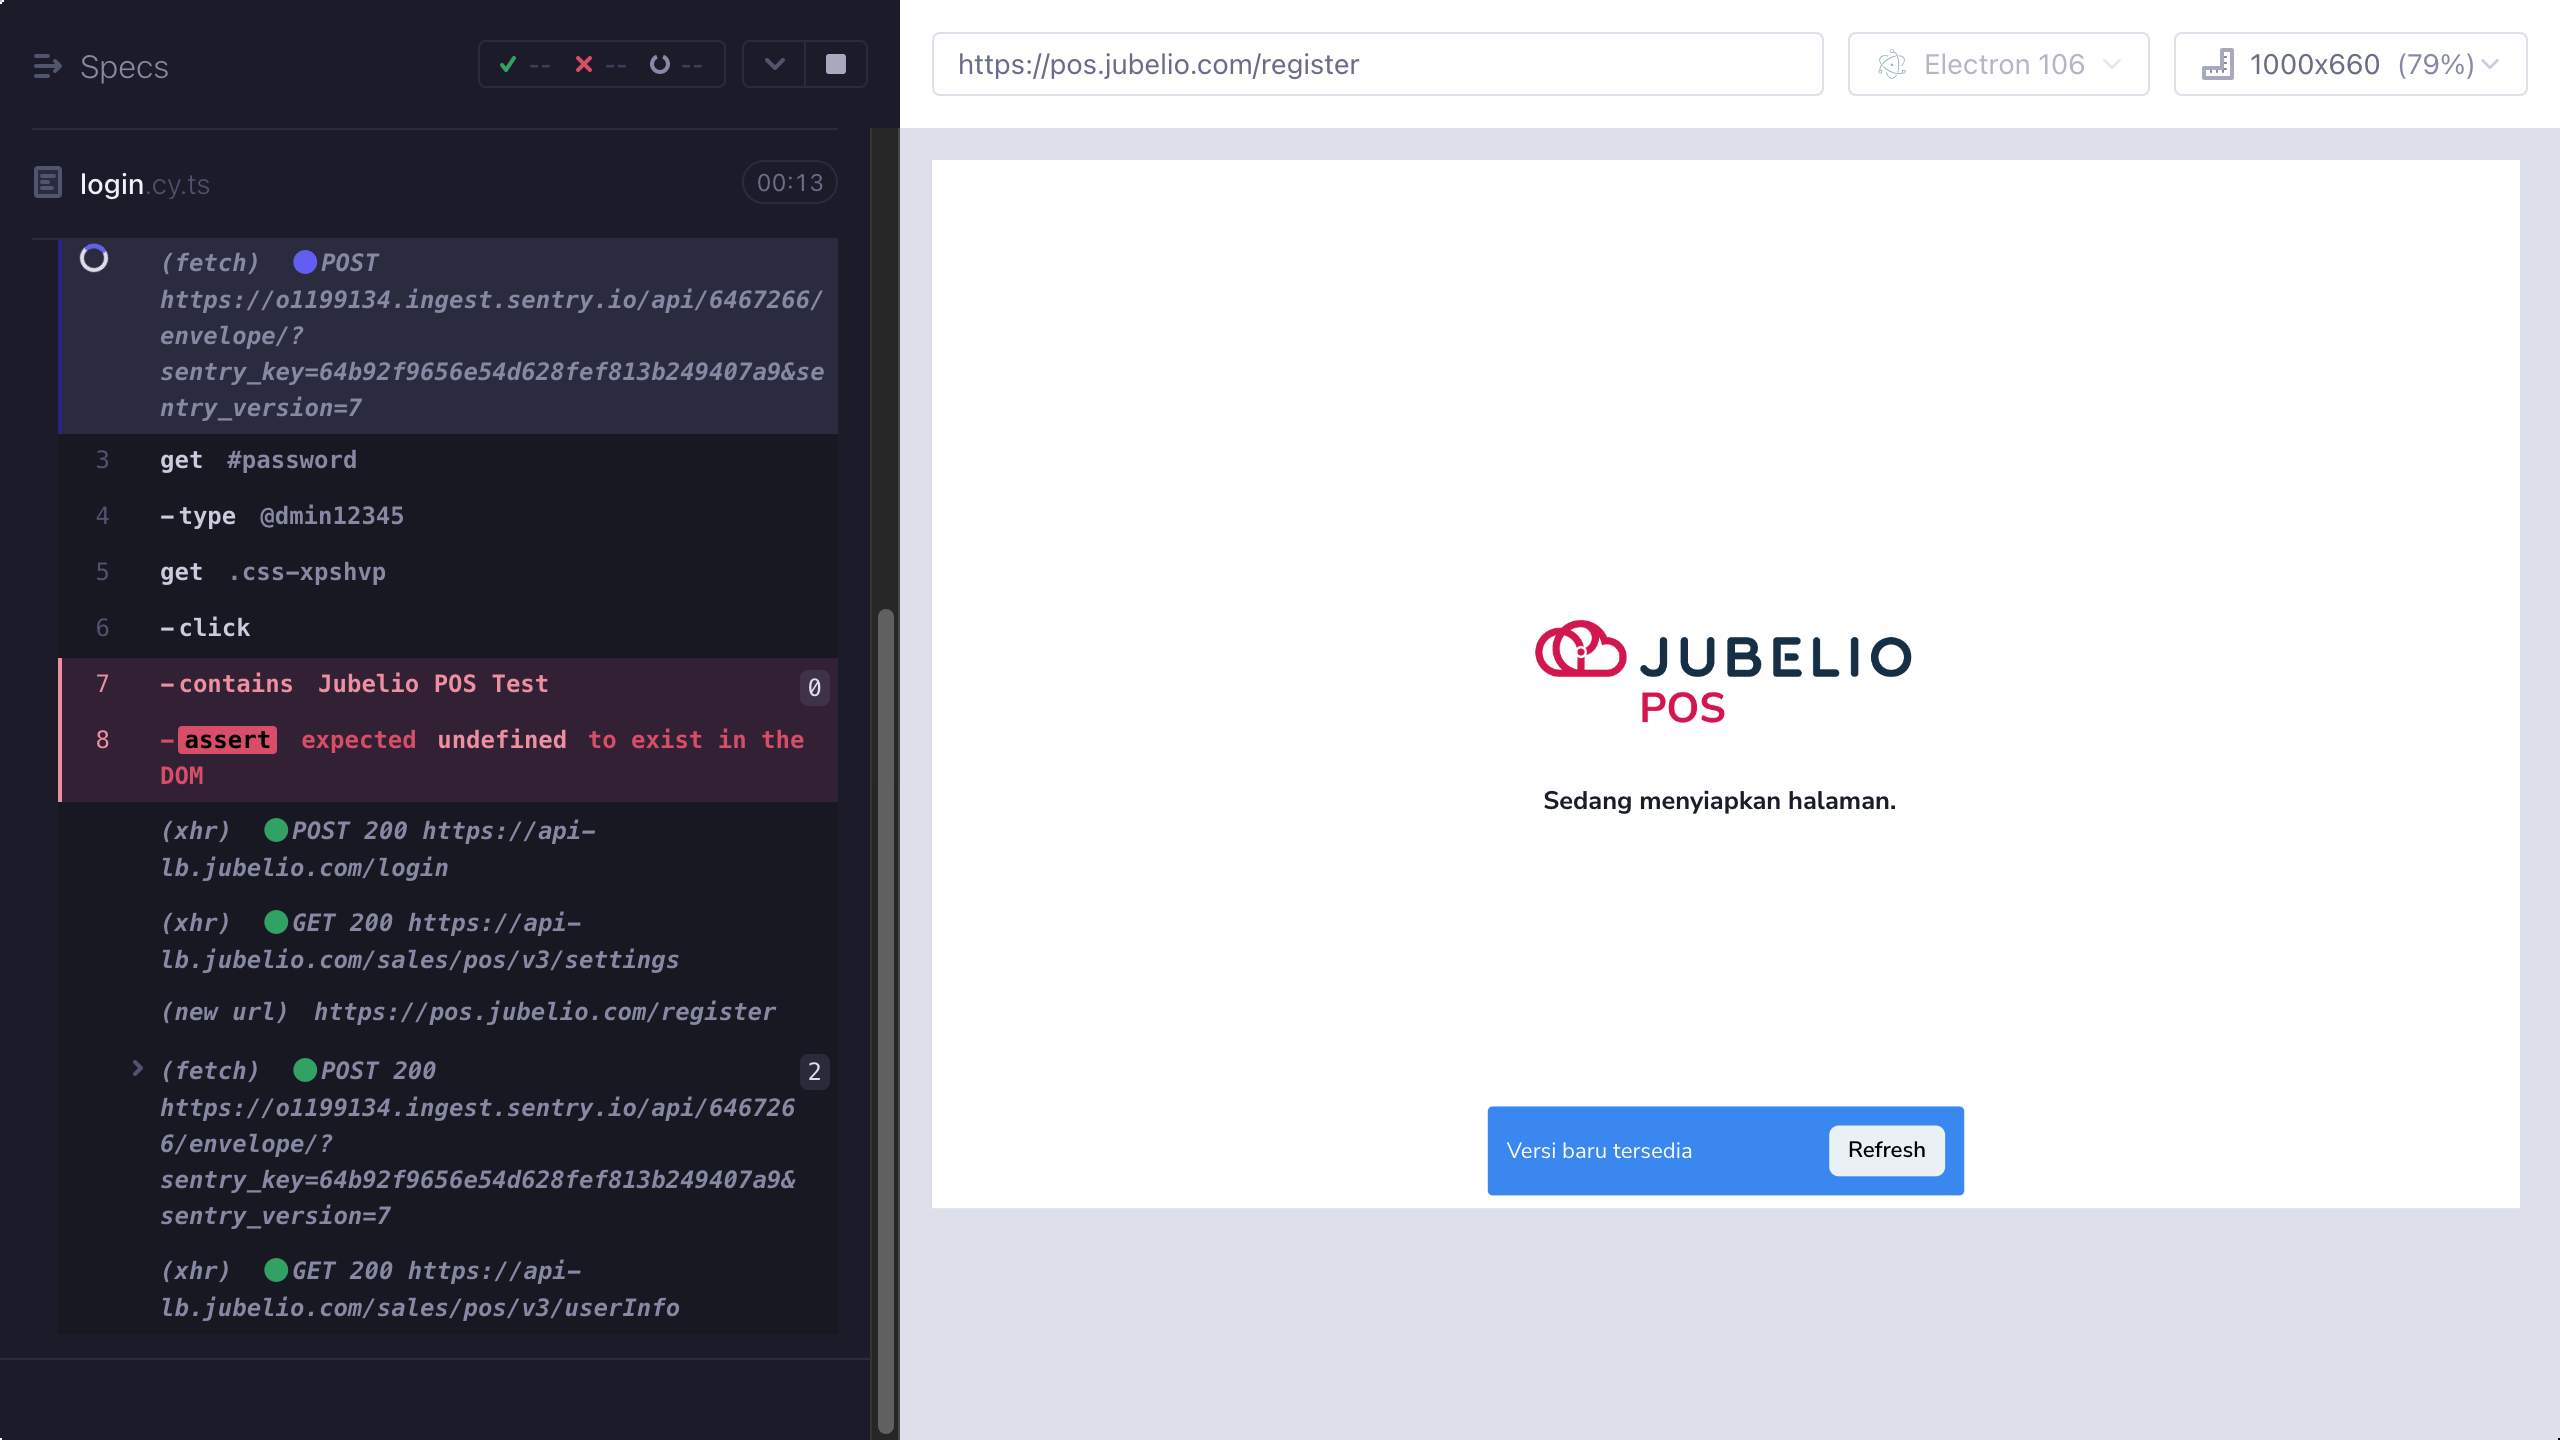 Specs
--
--
--
https://pos.jubelio.com/register
Electron 106
1000x660 (79%)
login.cy.ts
00:13
(fetch) POST
https://o1199134.ingest.sentry.io/api/6467266/
envelope/?
sentry_key=64b92f9656e54d628fef813b249407a9&se
ntry_version=7
3 get #password
4 -type @dmin12345
5 get .css-xpshvp
6 -click
7 -contains Jubelio POS Test 0
8 -assert expected undefined to exist in the
DOM
(xhr) POST 200 https://api-
lb.jubelio.com/login
(xhr) GET 200 https://api-
lb.jubelio.com/sales/pos/v3/settings
(new url) https://pos.jubelio.com/register
(fetch) POST 200 2
https://o1199134.ingest.sentry.io/api/646726
6/envelope/?
sentry_key=64b92f9656e54d628fef813b249407a9&
sentry_version=7
(xhr) GET 200 https://api-
lb.jubelio.com/sales/pos/v3/userInfo
JUBELIO
POS
Sedang menyiapkan halaman.
Versi baru tersedia
Refresh